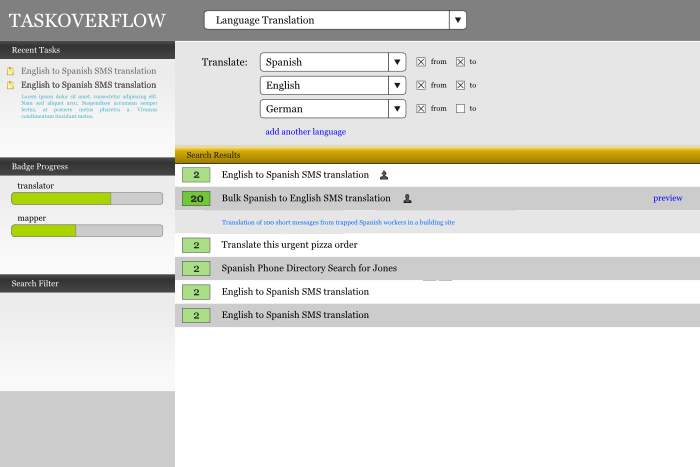 TASKOVERFLOW
Language Translation
Recent Tasks
English to Spanish SMS translation
English to Spanish SMS translation
Lorem ipsum dolor sit amet, consectetur adipiscing elit.
Nam sed aliquet arcu. Suspendisse accumsan semper
lectus, at posuere metus pharetra a. Vivamus
condimentum tincidunt metus.
Badge Progress
translator
mapper
Search Filter
Translate:
Spanish
from to
English
from to
German
from to
add another language
Search Results
2 English to Spanish SMS translation
20 Bulk Spanish to English SMS translation preview
Translation of 100 short messages from trapped Spanish workers in a building site
2 Translate this urgent pizza order
2 Spanish Phone Directory Search for Jones
2 English to Spanish SMS translation
2 English to Spanish SMS translation